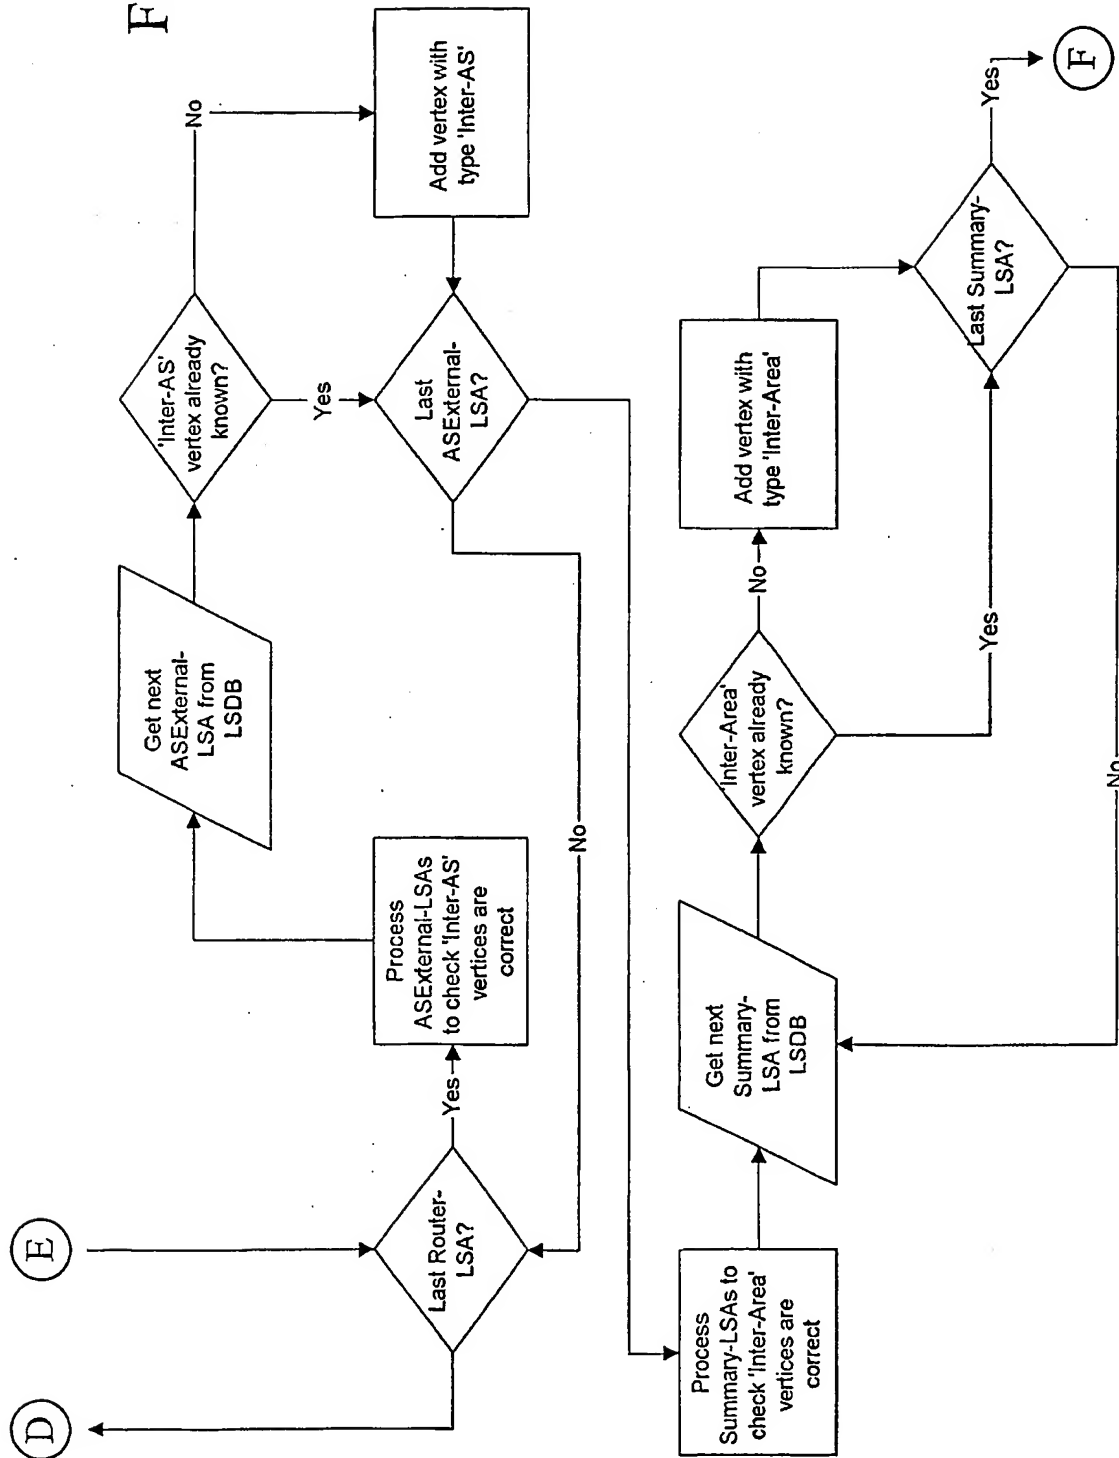 E
D
Last Router-
LSA?
Yes
Process
ASExternal-LSAs
to check 'Inter-AS'
vertices are
correct
Get next
ASExternal-
LSA from
LSDB
'Inter-AS'
vertex already
known?
No
Yes
Add vertex with
type 'Inter-AS'
Last
ASExternal-
LSA?
No
Process
Summary-LSAs to
check 'Inter-Area'
vertices are
correct
Get next
Summary-
LSA from
LSDB
'Inter-Area'
vertex already
known?
No
Yes
Add vertex with
type 'Inter-Area'
Last Summary-
LSA?
Yes
No
F
F